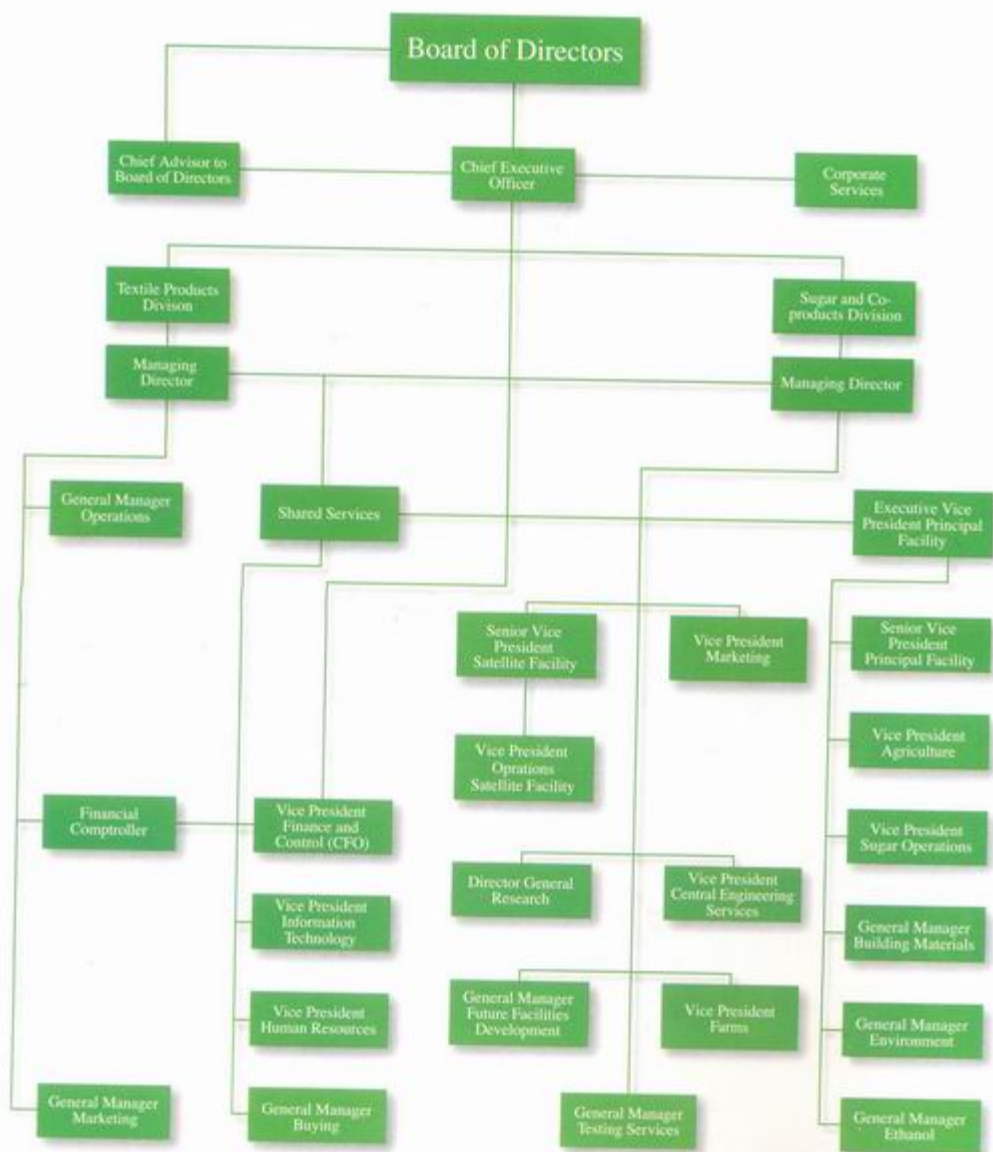 Board of Directors
Chief Advisor to
Board of Directors
Chief Executive
Officer
Corporate
Services
Textile Products
Divison
Sugar and Co-
products Division
Managing
Director
Managing Director
General Manager
Operations
Shared Services
Executive Vice
President Principal
Facility
Senior Vice
President
Satellite Facility
Vice President
Marketing
Senior Vice
President
Principal Facility
Vice President
Oprations
Satellite Facility
Vice President
Agriculture
Financial
Comptroller
Vice President
Finance and
Control (CFO)
Vice President
Sugar Operations
Director General
Research
Vice President
Central Engineering
Services
Vice President
Information
Technology
General Manager
Building Materials
General Manager
Future Facilities
Development
Vice President
Farms
Vice President
Human Resources
General Manager
Environment
General Manager
Marketing
General Manager
Buying
General Manager
Testing Services
General Manager
Ethanol